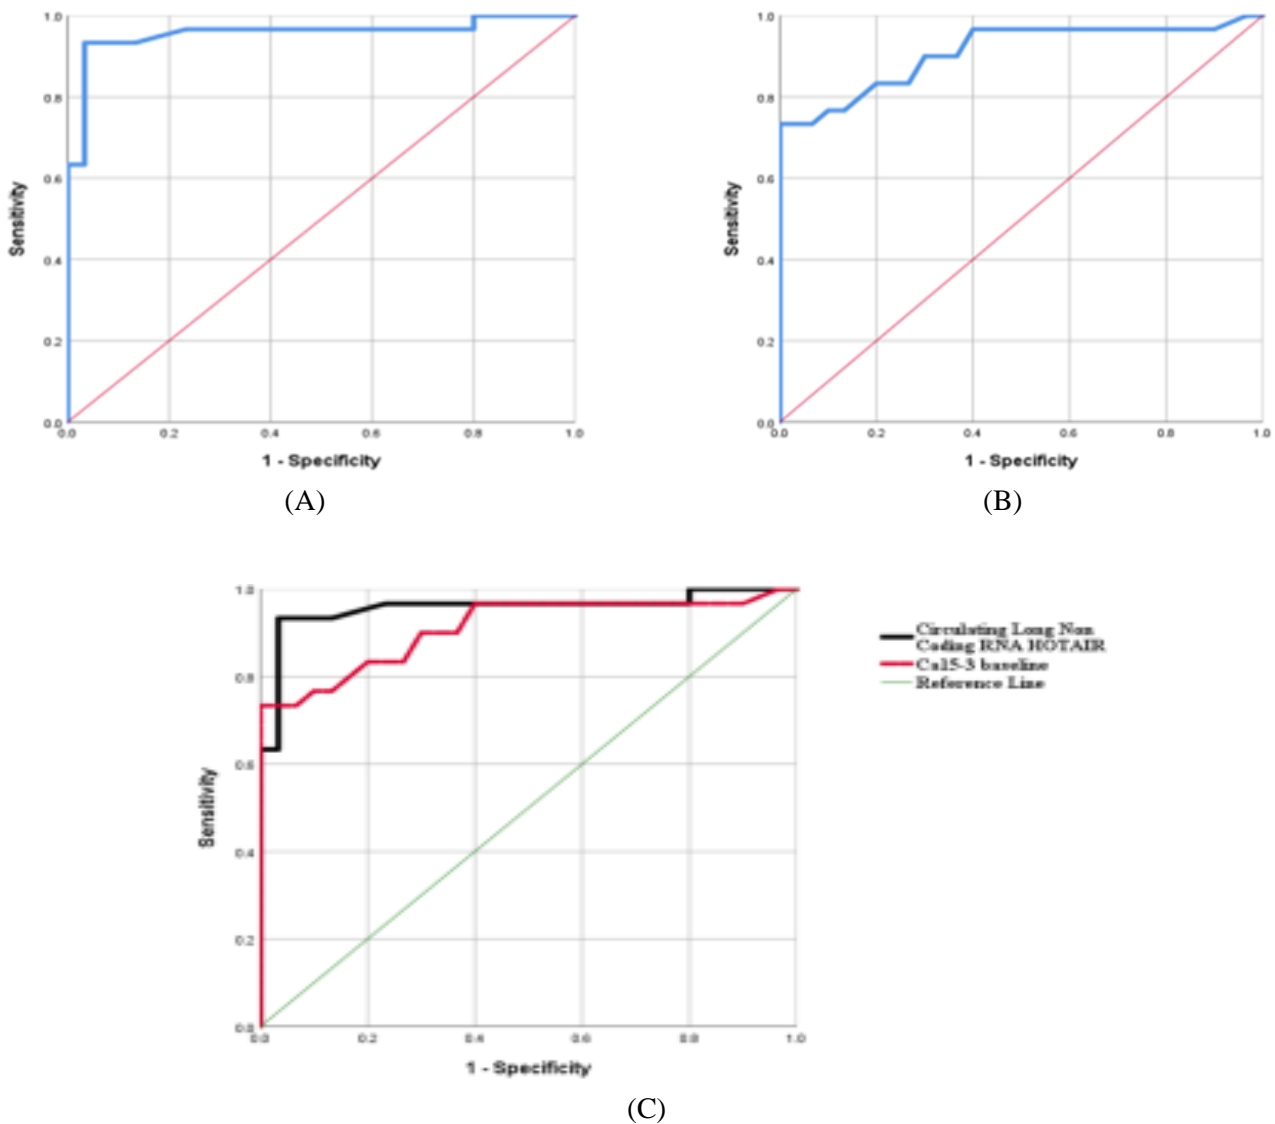 1.0
0.8
0.6
0.4
0.2
0.0
Sensitivity
0.0 0.2 0.4 0.6 0.8 1.0
1 - Specificity
(A)
1.0
0.8
0.6
0.4
0.2
0.0
Sensitivity
0.0 0.2 0.4 0.6 0.8 1.0
1 - Specificity
(B)
1.0
0.8
0.6
0.4
0.2
0.0
Sensitivity
0.0 0.2 0.4 0.6 0.8 1.0
1 - Specificity
Circulating Long Non
Coding RNA HOTAIR
Ca15-3 baseline
Reference Line
(C)